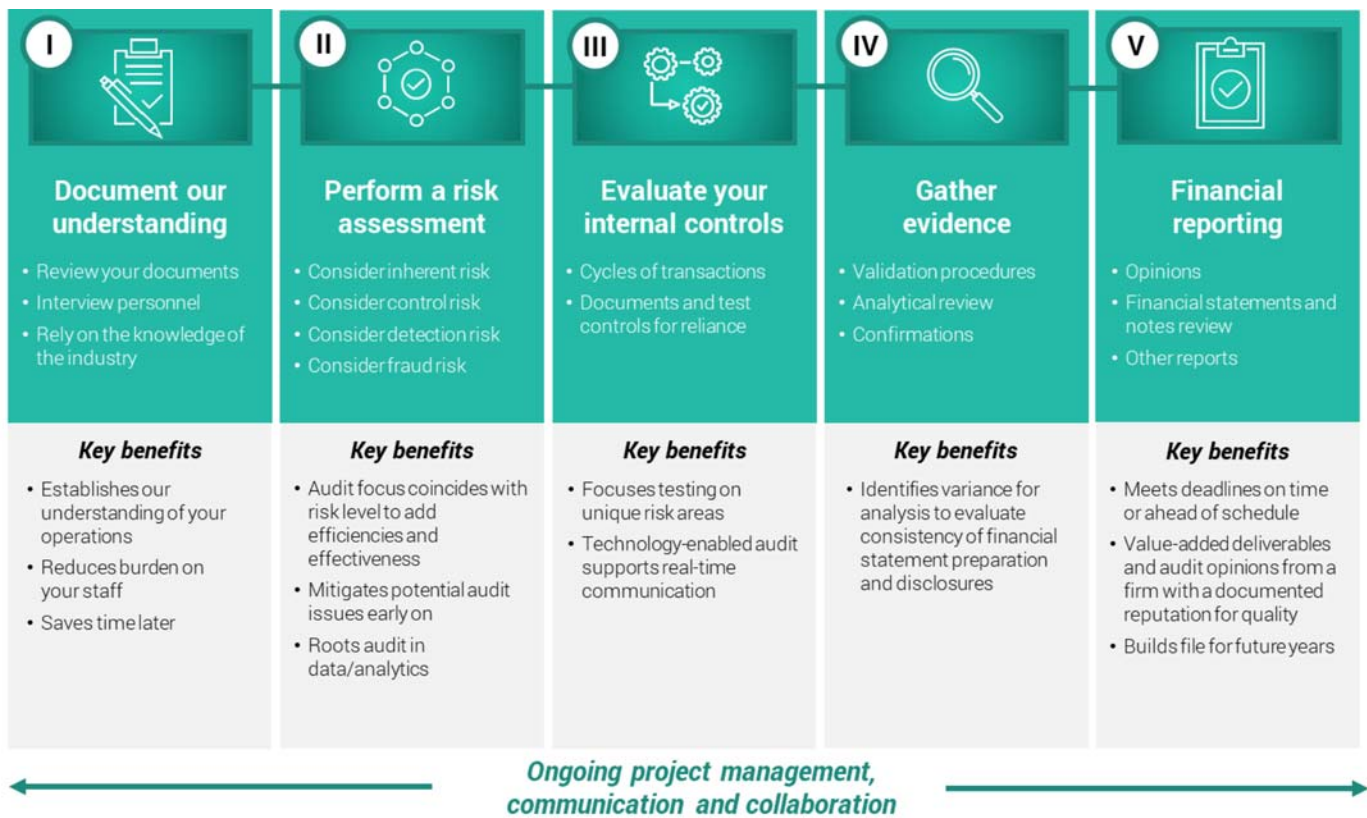 I
Document our
understanding
• Review your documents
• Interview personnel
• Rely on the knowledge of
the industry
Key benefits
• Establishes our
understanding of your
operations
• Reduces burden on
your staff
• Saves time later
II
Perform a risk
assessment
• Consider inherent risk
• Consider control risk
• Consider detection risk
• Consider fraud risk
Key benefits
• Audit focus coincides with
risk level to add
efficiencies and
effectiveness
• Mitigates potential audit
issues early on
• Roots audit in
data/analytics
III
Evaluate your
internal controls
• Cycles of transactions
• Documents and test
controls for reliance
Key benefits
• Focuses testing on
unique risk areas
• Technology-enabled audit
supports real-time
communication
IV
Gather
evidence
• Validation procedures
• Analytical review
• Confirmations
Key benefits
• Identifies variance for
analysis to evaluate
consistency of financial
statement preparation
and disclosures
V
Financial
reporting
• Opinions
• Financial statements and
notes review
• Other reports
Key benefits
• Meets deadlines on time
or ahead of schedule
• Value-added deliverables
and audit opinions from a
firm with a documented
reputation for quality
• Builds file for future years
Ongoing project management,
communication and collaboration